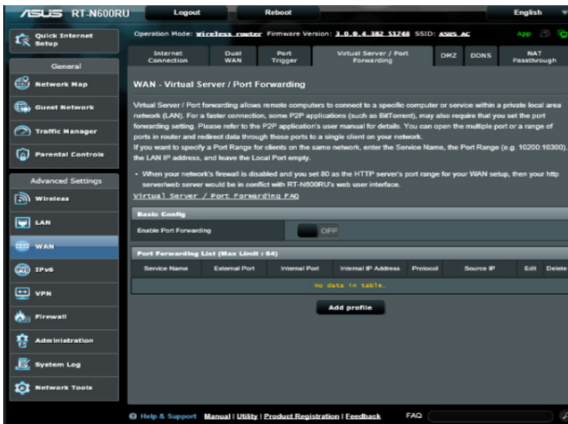 ASUS RT-N600RU Logout Reboot English
Quick Internet Setup
Operation Mode: Wireless router Firmware Version: 3.0.0.4.382_51748 SSID: ASUS_AC App
Internet Connection Dual WAN Port Trigger Virtual Server / Port Forwarding DMZ DDNS NAT Passthrough
General
Network Map
Guest Network
Traffic Manager
Parental Controls
Advanced Settings
Wireless
LAN
WAN
IPv6
VPN
Firewall
Administration
System Log
Network Tools
WAN - Virtual Server / Port Forwarding
Virtual Server / Port forwarding allows remote computers to connect to a specific computer or service within a private local area
network (LAN). For a faster connection, some P2P applications (such as BitTorrent), may also require that you set the port
forwarding setting. Please refer to the P2P application's user manual for details. You can open the multiple port or a range of
ports in router and redirect data through those ports to a single client on your network.
If you want to specify a Port Range for clients on the same network, enter the Service Name, the Port Range (e.g. 10200:10300),
the LAN IP address, and leave the Local Port empty.
• When your network's firewall is disabled and you set 80 as the HTTP server's port range for your WAN setup, then your http
server/web server would be in conflict with RT-N600RU's web user interface.
Virtual Server / Port Forwarding FAQ
Basic Config
Enable Port Forwarding OFF
Port Forwarding List (Max Limit : 64)
Service Name External Port Internal Port Internal IP Address Protocol Source IP Edit Delete
No data in table.
Add profile
Help & Support Manual | Utility | Product Registration | Feedback FAQ